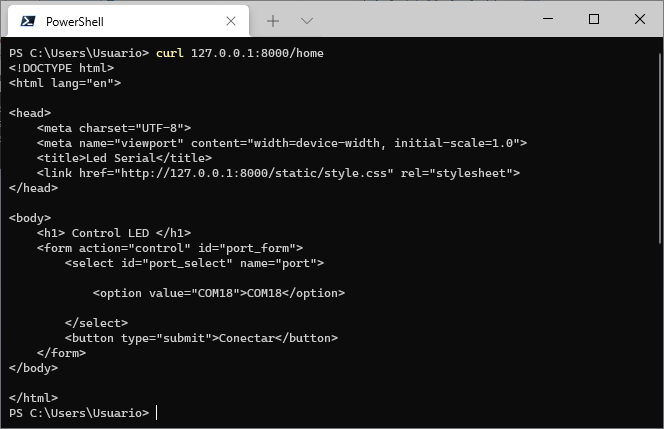 PowerShell
PS C:\Users\Usuario> curl 127.0.0.1:8000/home
<!DOCTYPE html>
<html lang="en">

<head>
    <meta charset="UTF-8">
    <meta name="viewport" content="width=device-width, initial-scale=1.0">
    <title>Led Serial</title>
    <link href="http://127.0.0.1:8000/static/style.css" rel="stylesheet">
</head>

<body>
    <h1> Control LED </h1>
    <form action="control" id="port_form">
        <select id="port_select" name="port">

            <option value="COM18">COM18</option>

        </select>
        <button type="submit">Conectar</button>
    </form>
</body>

</html>
PS C:\Users\Usuario>